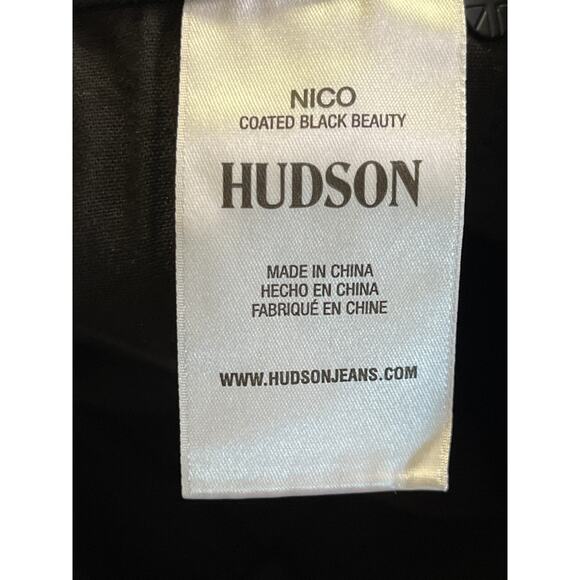 NICO
COATED BLACK BEAUTY
HUDSON
MADE IN CHINA
HECHO EN CHINA
FABRIQUÉ EN CHINE
WWW.HUDSONJEANS.COM